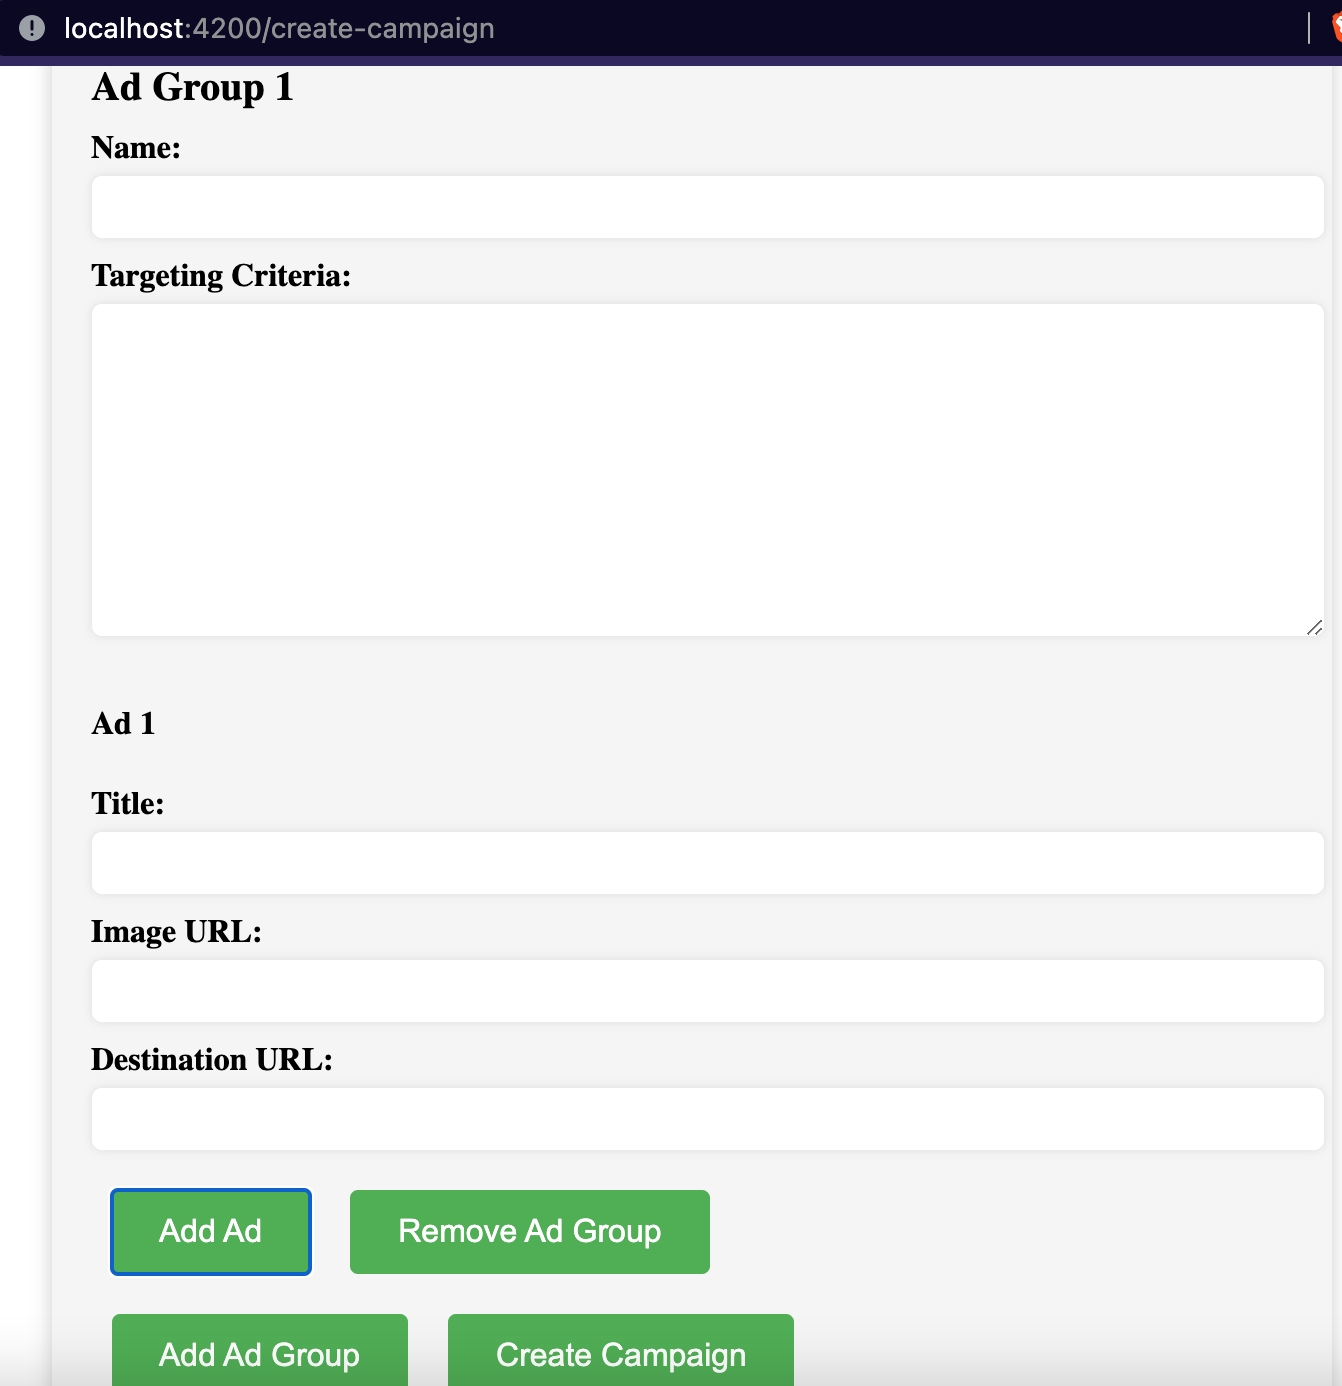 localhost:4200/create-campaign
Ad Group 1
Name:
Targeting Criteria:
Ad 1
Title:
Image URL:
Destination URL:
Add Ad Remove Ad Group
Add Ad Group Create Campaign